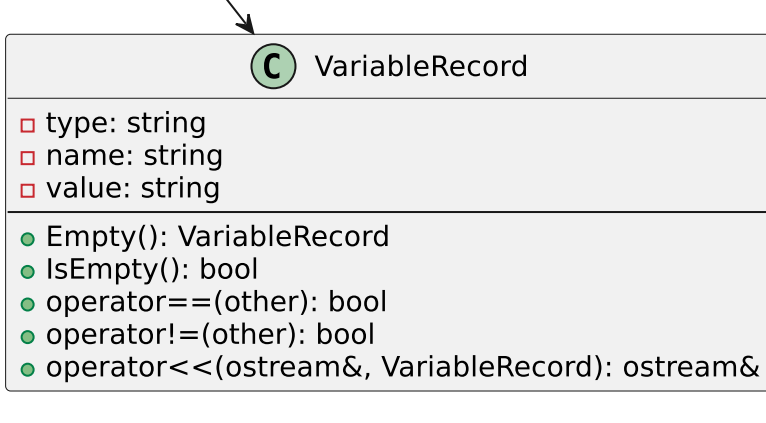 C VariableRecord
type: string
name: string
value: string
Empty(): VariableRecord
IsEmpty(): bool
operator==(other): bool
operator!=(other): bool
operator<<(ostream&, VariableRecord): ostream&